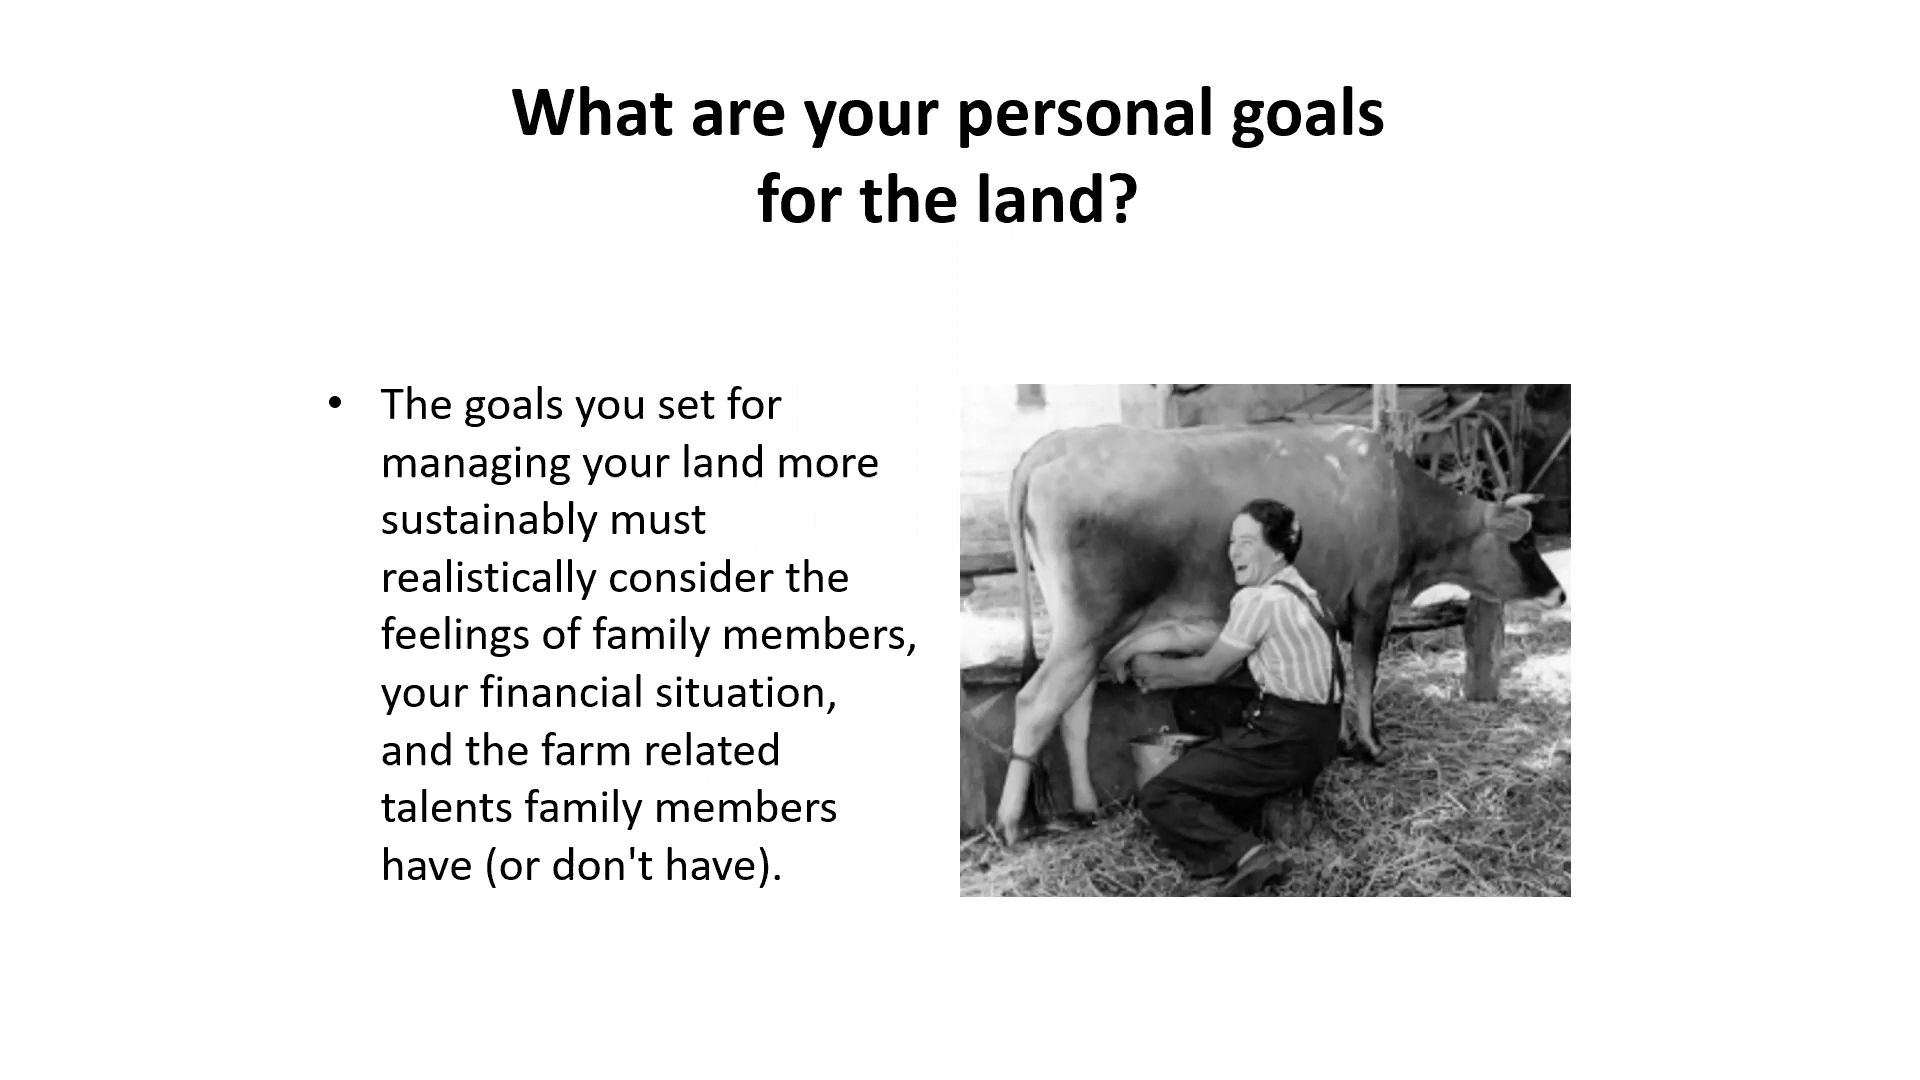 What are your personal goals
for the land?
• The goals you set for
managing your land more
sustainably must
realistically consider the
feelings of family members,
your financial situation,
and the farm related
talents family members
have (or don't have).